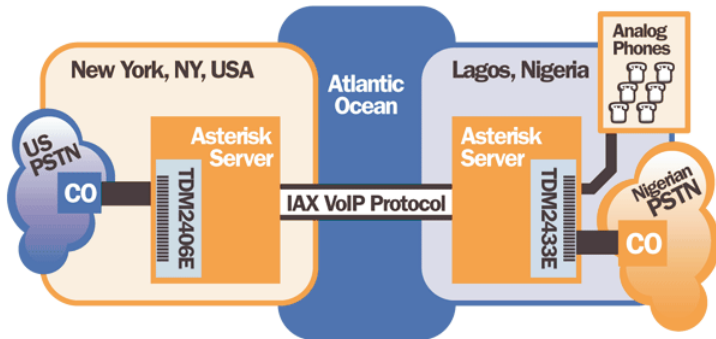 New York, NY, USA
Atlantic
Ocean
Lagos, Nigeria
Analog
Phones
US
PSTN
CO
Asterisk
Server
TDM2406E
IAX VoIP Protocol
Asterisk
Server
TDM2433E
Nigerian
PSTN
CO